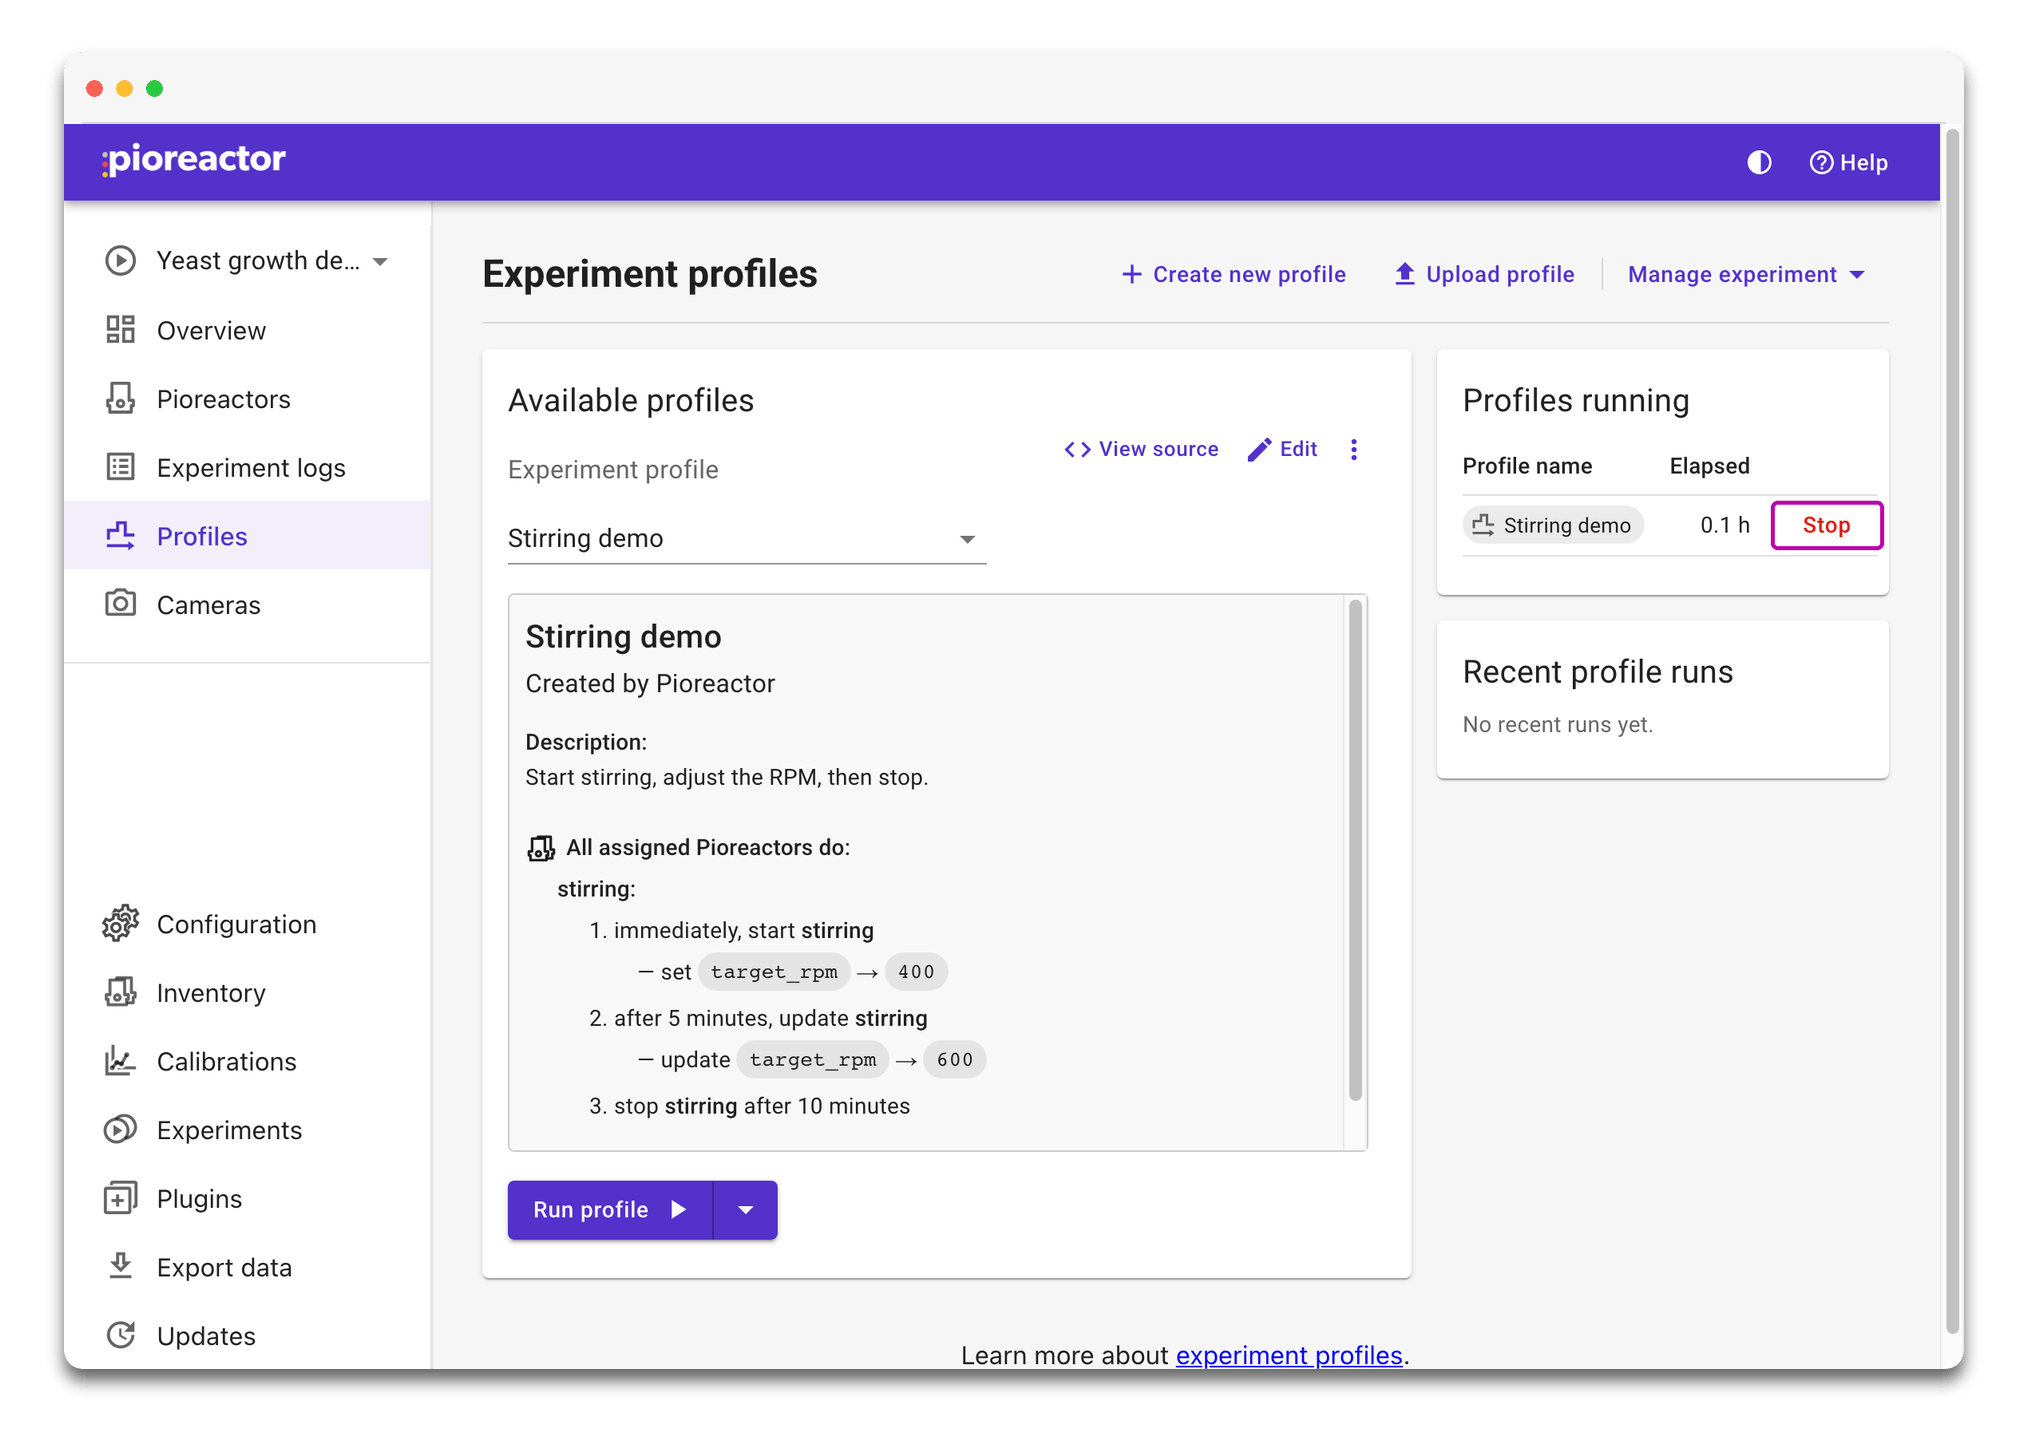 pioreactor
Help
Yeast growth de...
Overview
Pioreactors
Experiment logs
Profiles
Cameras
Configuration
Inventory
Calibrations
Experiments
Plugins
Export data
Updates
Experiment profiles
Create new profile
Upload profile
Manage experiment
Available profiles
View source
Edit
Experiment profile
Stirring demo
Stirring demo
Created by Pioreactor
Description:
Start stirring, adjust the RPM, then stop.
All assigned Pioreactors do:
stirring:
1. immediately, start stirring
— set target_rpm → 400
2. after 5 minutes, update stirring
— update target_rpm → 600
3. stop stirring after 10 minutes
Run profile
Profiles running
Profile name Elapsed
Stirring demo 0.1 h Stop
Recent profile runs
No recent runs yet.
Learn more about experiment profiles.